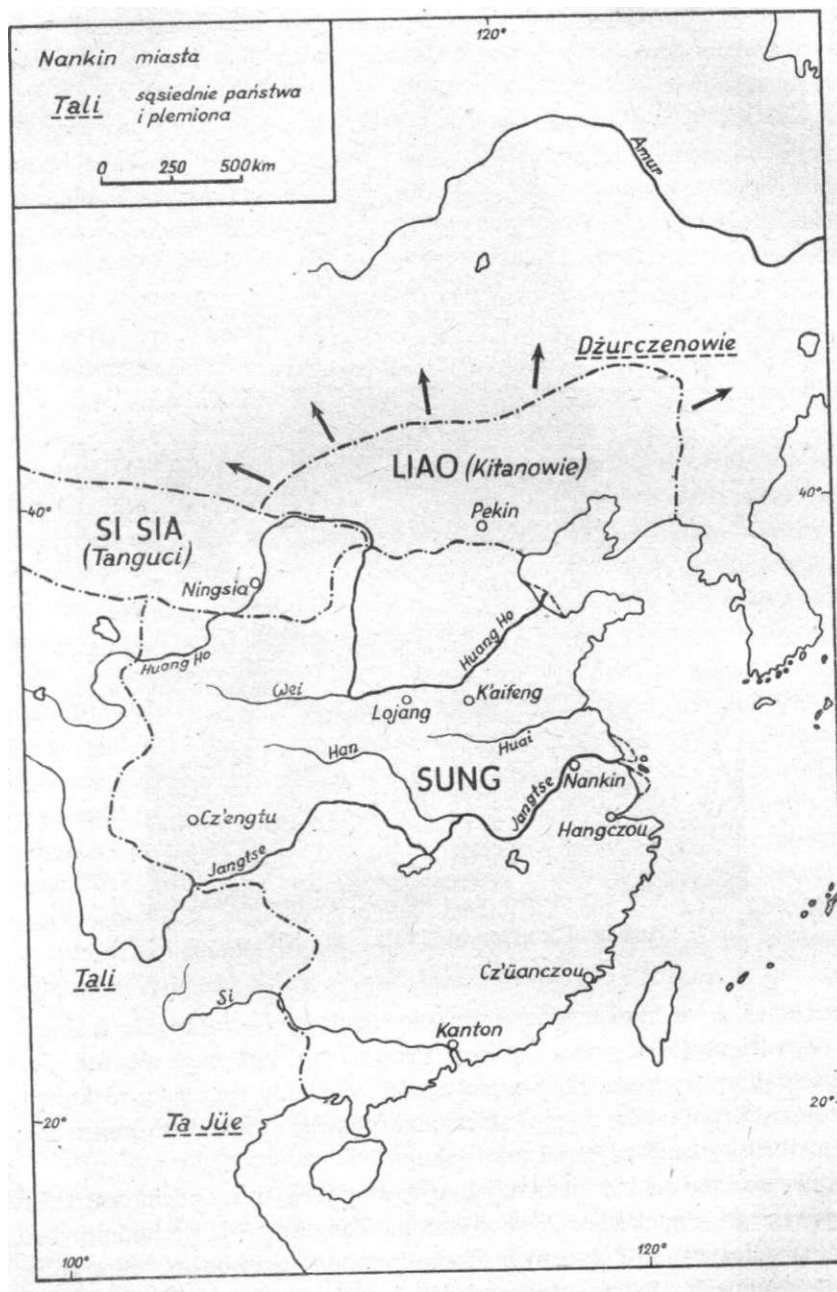 120°
Nankin miasta
Tali sąsiednie państwa
i plemiona
0 250 500km
Amur
Dżurczenowie
LIAO (Kitanowie)
40°
40°
Pekin
SI SIA
(Tanguci)
Ningsia
Huang Ho
Huang Ho
Wei
Lojang
K'aifeng
Han
Huai
SUNG
Nankin
Jangtse
Hangczou
Cz'engtu
Jangtse
Tali
Cz'üanczou
Si
Kanton
20°
20°
Ta Jüe
100°
120°